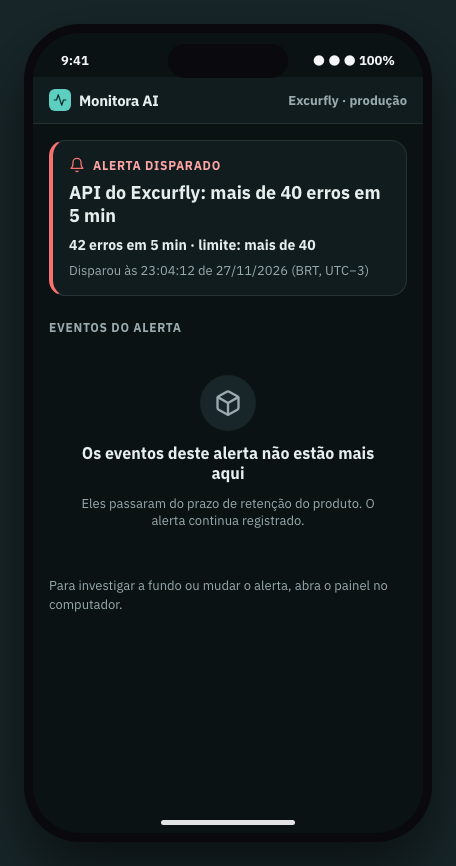 9:41
100%
Monitora AI
Excurfly · produção
ALERTA DISPARADO
API do Excurfly: mais de 40 erros em
5 min
42 erros em 5 min · limite: mais de 40
Disparou às 23:04:12 de 27/11/2026 (BRT, UTC−3)
EVENTOS DO ALERTA
Os eventos deste alerta não estão mais
aqui
Eles passaram do prazo de retenção do produto. O
alerta continua registrado.
Para investigar a fundo ou mudar o alerta, abra o painel no
computador.